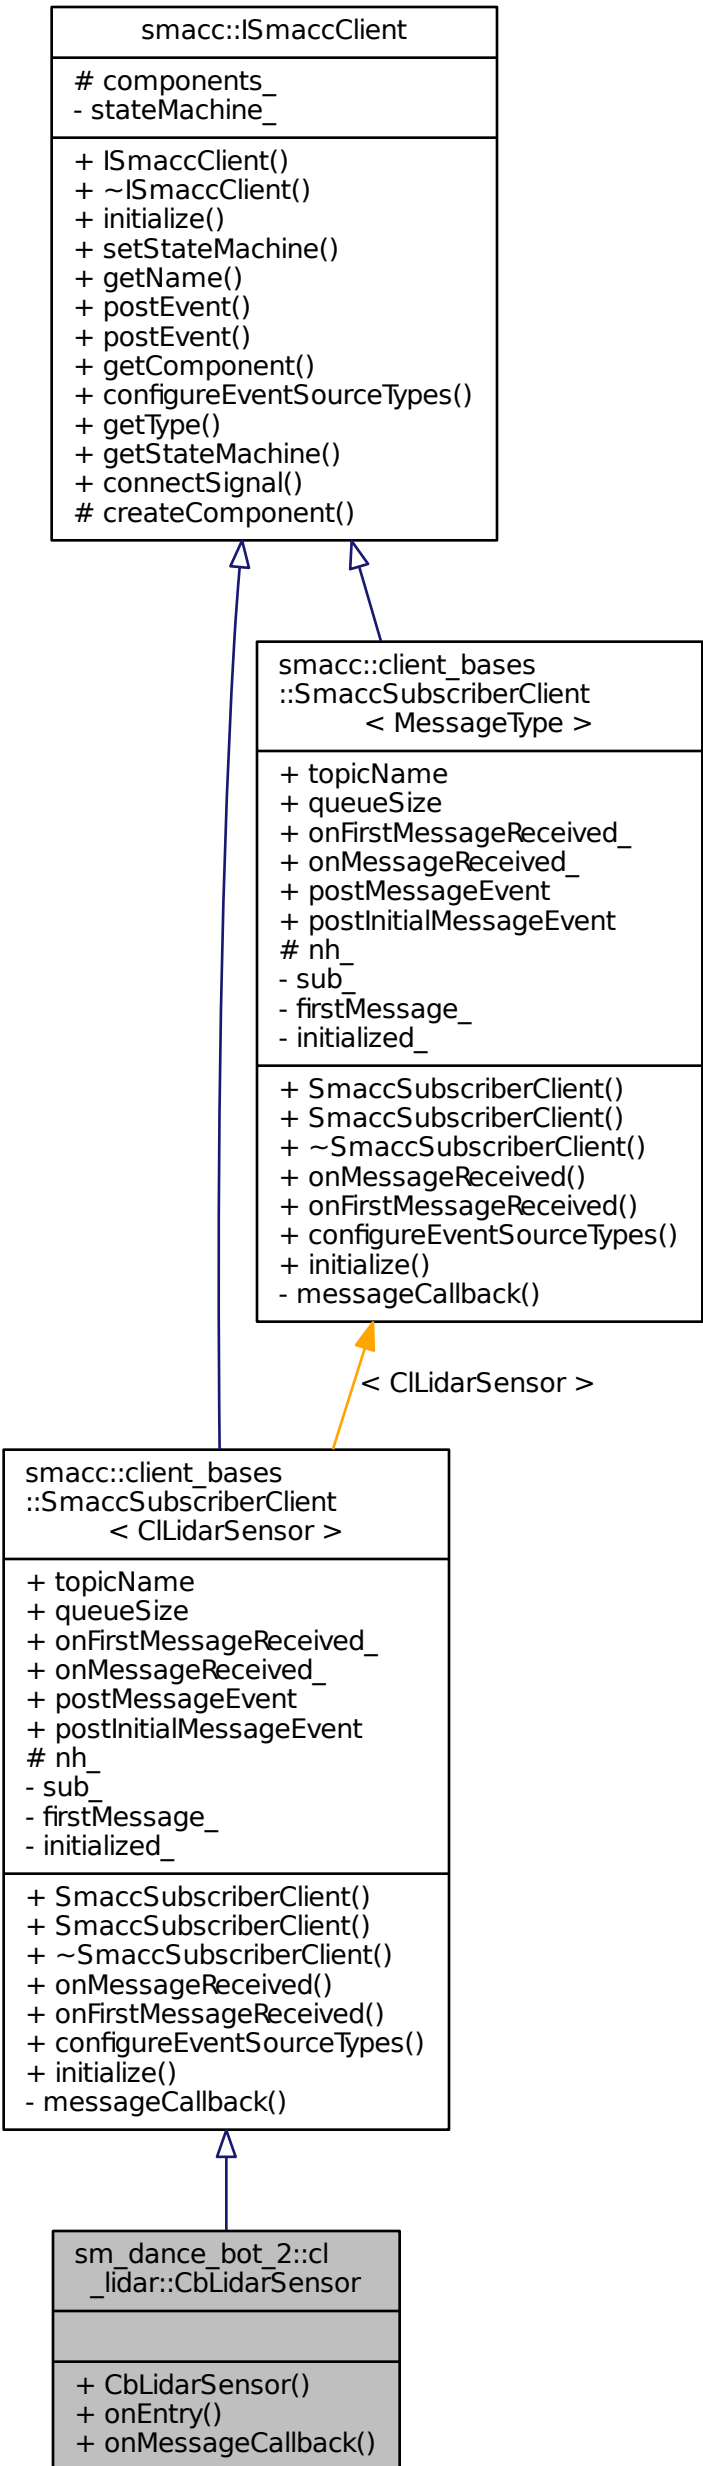 smacc::ISmaccClient
# components_
- stateMachine_
+ ISmaccClient()
+ ~ISmaccClient()
+ initialize()
+ setStateMachine()
+ getName()
+ postEvent()
+ postEvent()
+ getComponent()
+ configureEventSourceTypes()
+ getType()
+ getStateMachine()
+ connectSignal()
# createComponent()
smacc::client_bases
::SmaccSubscriberClient
< MessageType >
+ topicName
+ queueSize
+ onFirstMessageReceived_
+ onMessageReceived_
+ postMessageEvent
+ postInitialMessageEvent
# nh_
- sub_
- firstMessage_
- initialized_
+ SmaccSubscriberClient()
+ SmaccSubscriberClient()
+ ~SmaccSubscriberClient()
+ onMessageReceived()
+ onFirstMessageReceived()
+ configureEventSourceTypes()
+ initialize()
- messageCallback()
< ClLidarSensor >
smacc::client_bases
::SmaccSubscriberClient
< ClLidarSensor >
+ topicName
+ queueSize
+ onFirstMessageReceived_
+ onMessageReceived_
+ postMessageEvent
+ postInitialMessageEvent
# nh_
- sub_
- firstMessage_
- initialized_
+ SmaccSubscriberClient()
+ SmaccSubscriberClient()
+ ~SmaccSubscriberClient()
+ onMessageReceived()
+ onFirstMessageReceived()
+ configureEventSourceTypes()
+ initialize()
- messageCallback()
sm_dance_bot_2::cl
_lidar::CbLidarSensor
+ CbLidarSensor()
+ onEntry()
+ onMessageCallback()